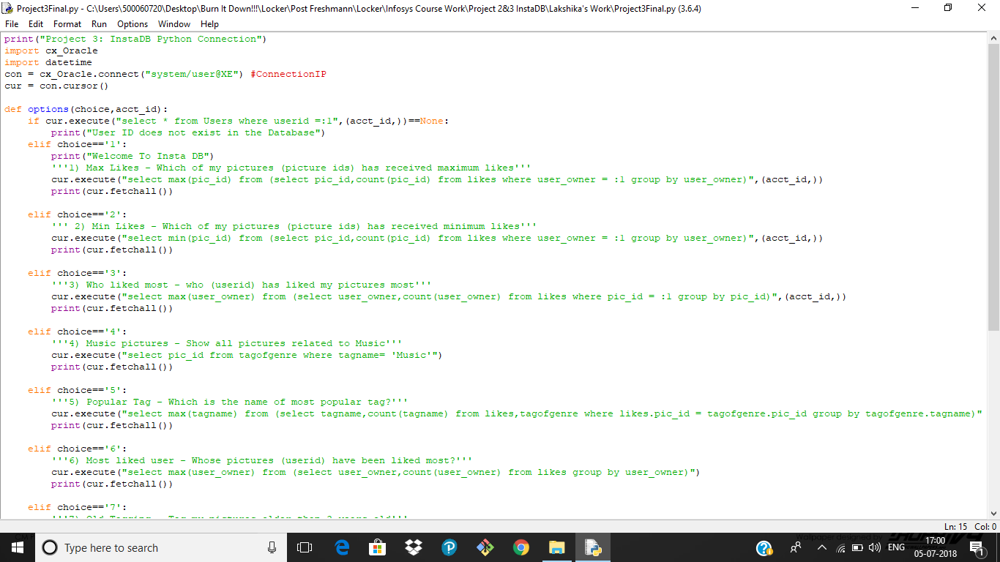 Project3Final.py - C:\Users\500060720\Desktop\Burn It Down!!!\Locker\Post Freshmann\Locker\Infosys Course Work\Project 2&3 InstaDB\Lakshika's Work\Project3Final.py (3.6.4)
File Edit Format Run Options Window Help
print("Project 3: InstaDB Python Connection")
import cx_Oracle
import datetime
con = cx_Oracle.connect("system/user@XE") #ConnectionIP
cur = con.cursor()
def options(choice,acct_id):
    if cur.execute("select * from Users where userid =:1",(acct_id,))==None:
        print("User ID does not exist in the Database")
    elif choice=='1':
        print("Welcome To Insta DB")
        '''1) Max Likes - Which of my pictures (picture ids) has received maximum likes'''
        cur.execute("select max(pic_id) from (select pic_id,count(pic_id) from likes where user_owner = :1 group by user_owner)",(acct_id,))
        print(cur.fetchall())
    elif choice=='2':
        ''' 2) Min Likes - Which of my pictures (picture ids) has received minimum likes'''
        cur.execute("select min(pic_id) from (select pic_id,count(pic_id) from likes where user_owner = :1 group by user_owner)",(acct_id,))
        print(cur.fetchall())
    elif choice=='3':
        '''3) Who liked most - who (userid) has liked my pictures most'''
        cur.execute("select max(user_owner) from (select user_owner,count(user_owner) from likes where pic_id = :1 group by pic_id)",(acct_id,))
        print(cur.fetchall())
    elif choice=='4':
        '''4) Music pictures - Show all pictures related to Music'''
        cur.execute("select pic_id from tagofgenre where tagname= 'Music'")
        print(cur.fetchall())
    elif choice=='5':
        '''5) Popular Tag - Which is the name of most popular tag?'''
        cur.execute("select max(tagname) from (select tagname,count(tagname) from likes,tagofgenre where likes.pic_id = tagofgenre.pic_id group by tagofgenre.tagname)"
        print(cur.fetchall())
    elif choice=='6':
        '''6) Most liked user - Whose pictures (userid) have been liked most?'''
        cur.execute("select max(user_owner) from (select user_owner,count(user_owner) from likes group by user_owner)")
        print(cur.fetchall())
    elif choice=='7':
Ln: 15 Col: 0
Type here to search
ENG
17:00
05-07-2018
1